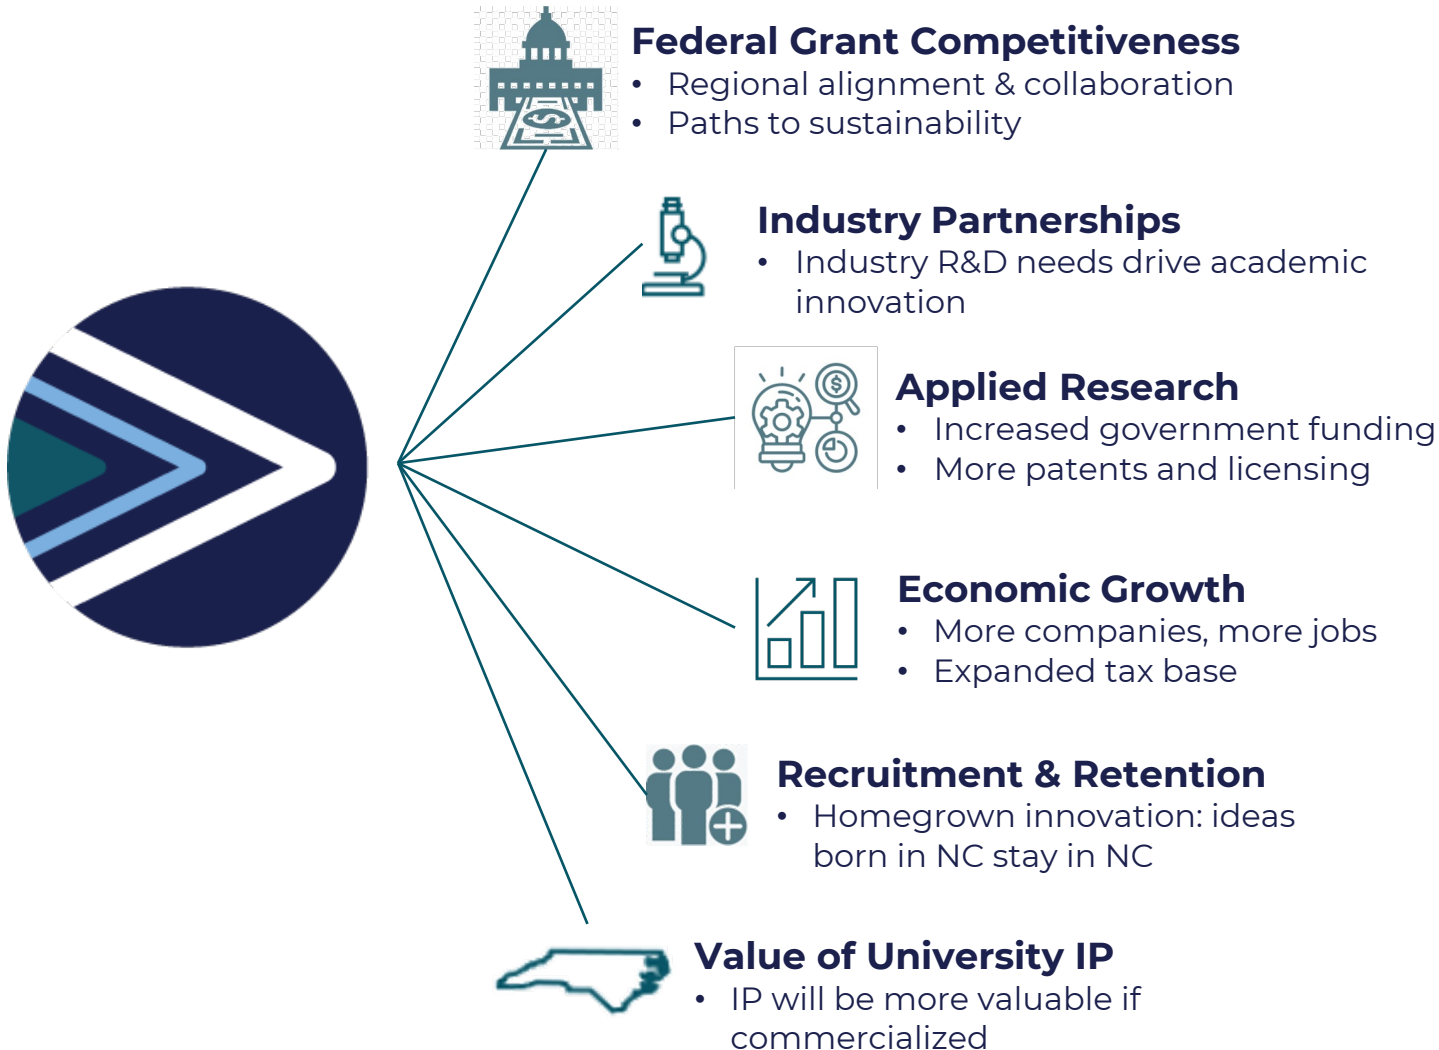 Federal Grant Competitiveness
• Regional alignment & collaboration
• Paths to sustainability
Industry Partnerships
• Industry R&D needs drive academic
innovation
Applied Research
• Increased government funding
• More patents and licensing
Economic Growth
• More companies, more jobs
• Expanded tax base
Recruitment & Retention
• Homegrown innovation: ideas
born in NC stay in NC
Value of University IP
• IP will be more valuable if
commercialized